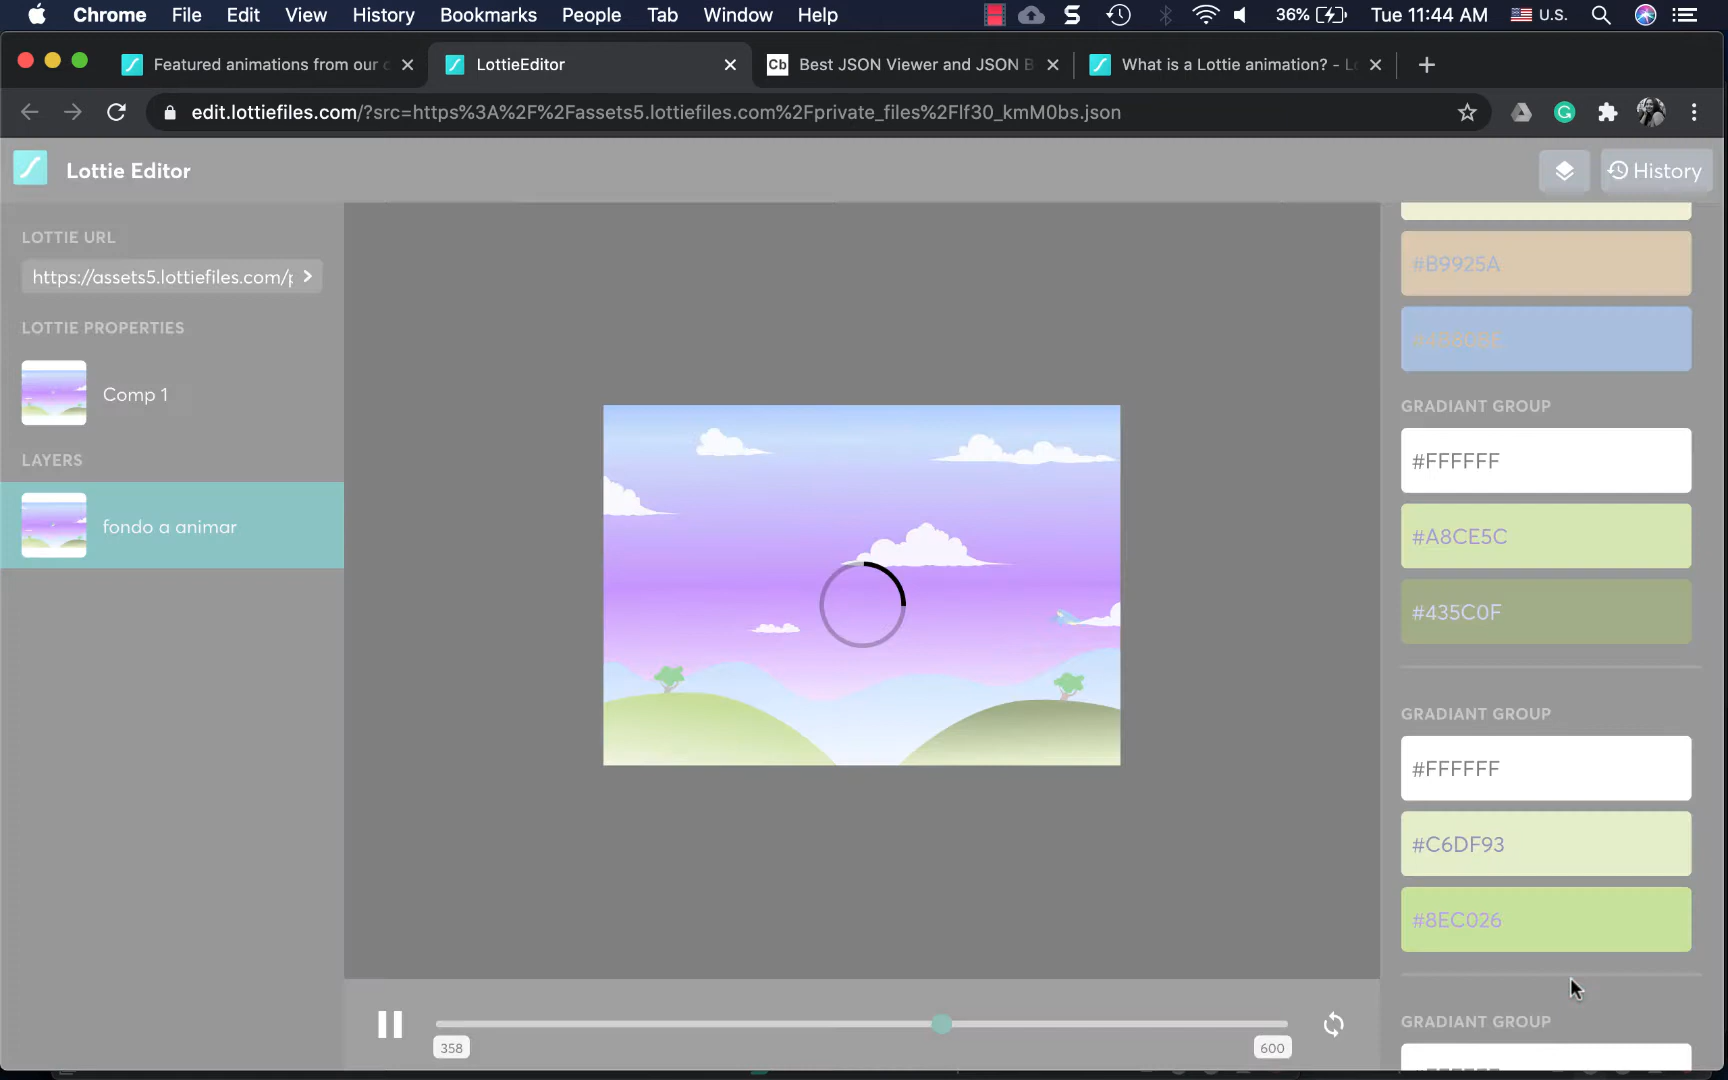 Chrome File Edit View History Bookmarks People Tab Window Help S 36% Tue 11:44 AM U.S.
Featured animations from our LottieEditor Cb Best JSON Viewer and JSON B What is a Lottie animation? - Lo
edit.lottiefiles.com/?src=https%3A%2F%2Fassets5.lottiefiles.com%2Fprivate_files%2Flf30_kmM0bs.json
Lottie Editor
History
LOTTIE URL
https://assets5.lottiefiles.com/p
LOTTIE PROPERTIES
Comp 1
LAYERS
fondo a animar
#B9925A
GRADIANT GROUP
#FFFFFF
#A8CE5C
#435C0F
GRADIANT GROUP
#FFFFFF
#C6DF93
#8EC026
GRADIANT GROUP
358
600